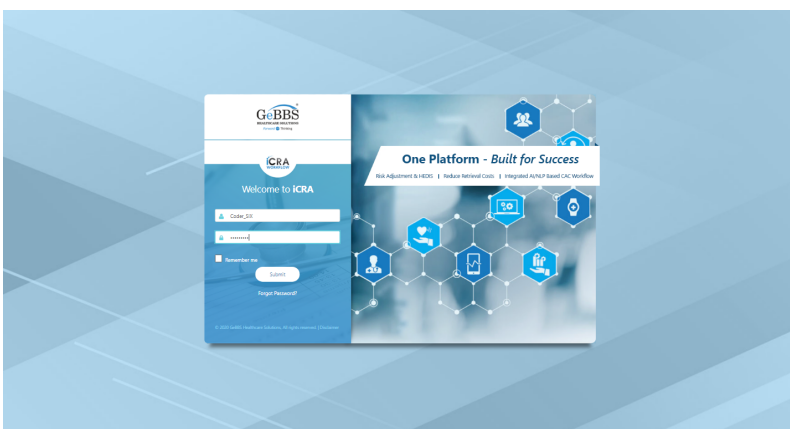 GeBBS
HEALTHCARE SOLUTIONS
iCRA
WORKFLOW
Welcome to iCRA
One Platform - Built for Success
Risk Adjustment & HEDIS | Reduce Retrieval Costs | Integrated AI/NLP Based CAC Workflow
Remember me
Submit
Forgot Password?
© 2020 GeBBS Healthcare Solutions, All rights reserved. | Disclaimer